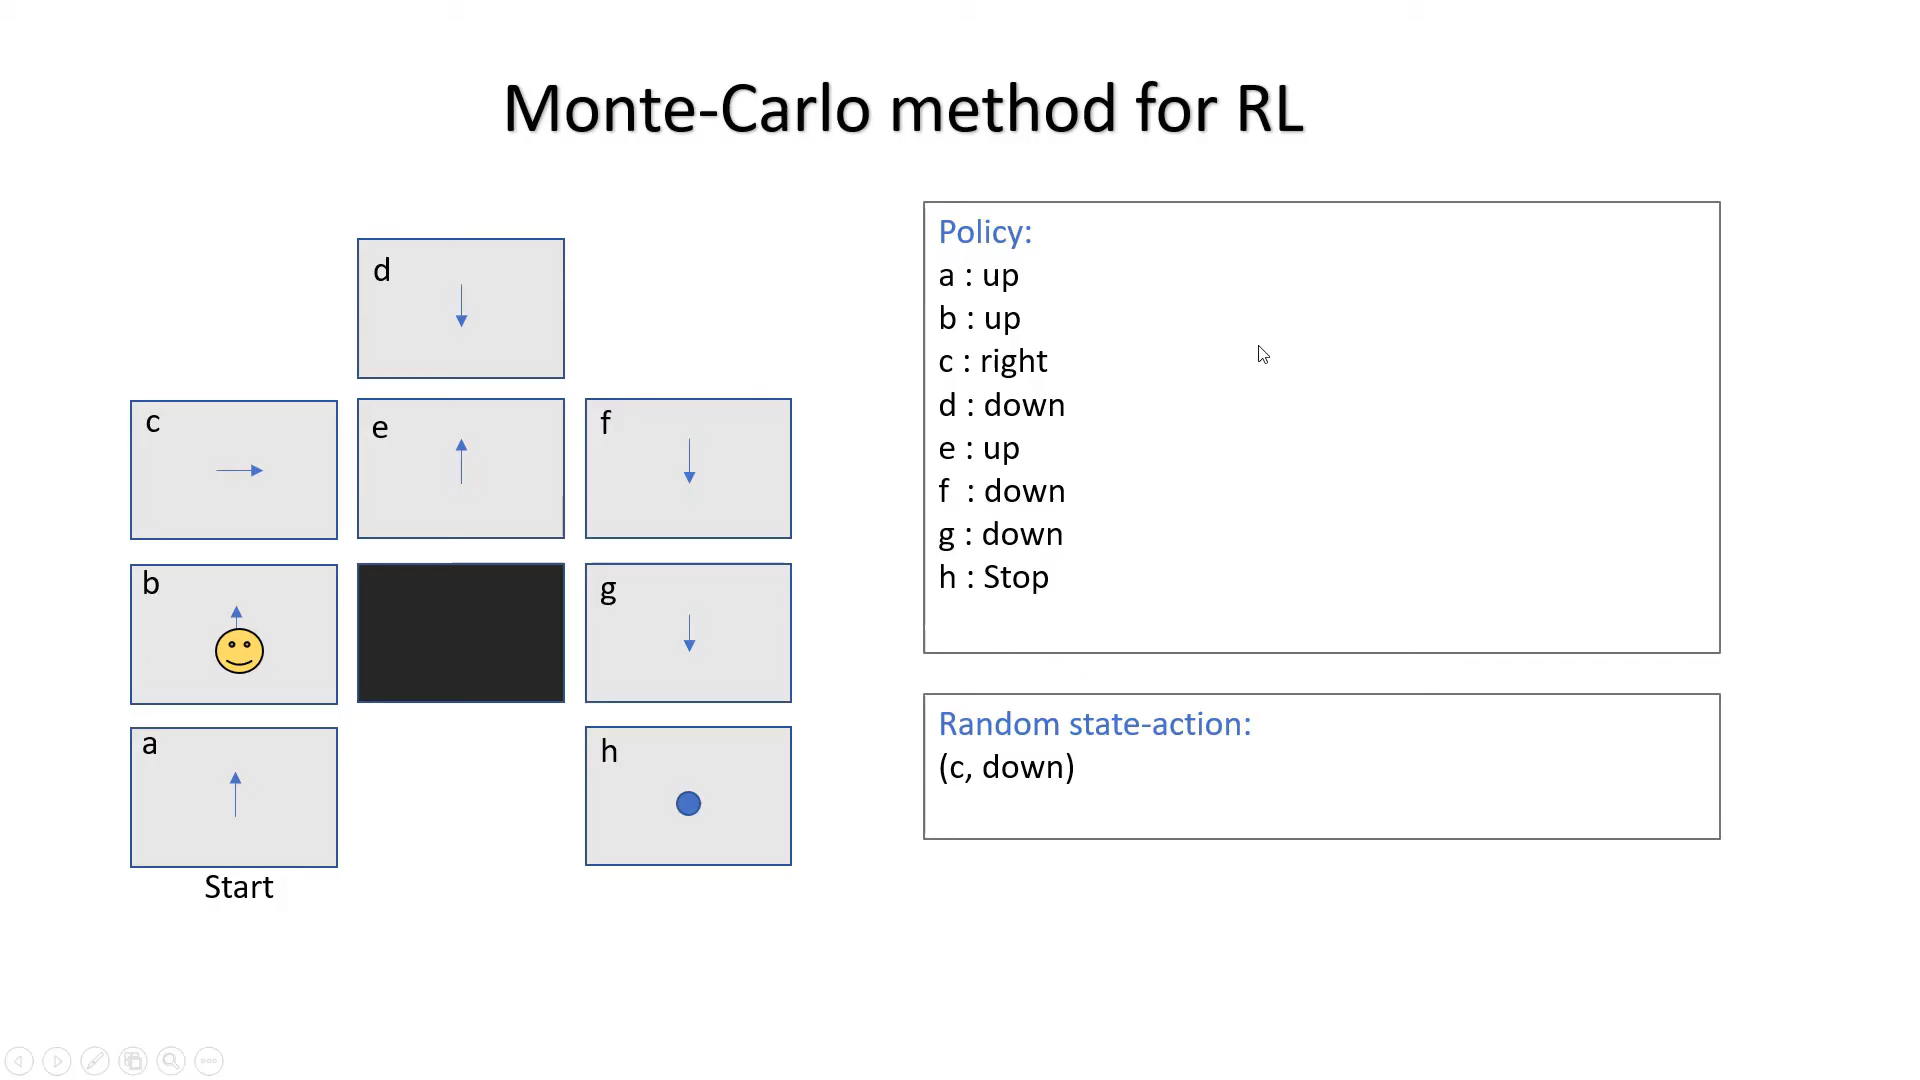 Monte-Carlo method for RL
d
c
e
f
b
g
a
h
Start
Policy:
a : up
b : up
c : right
d : down
e : up
f : down
g : down
h : Stop
Random state-action:
(c, down)